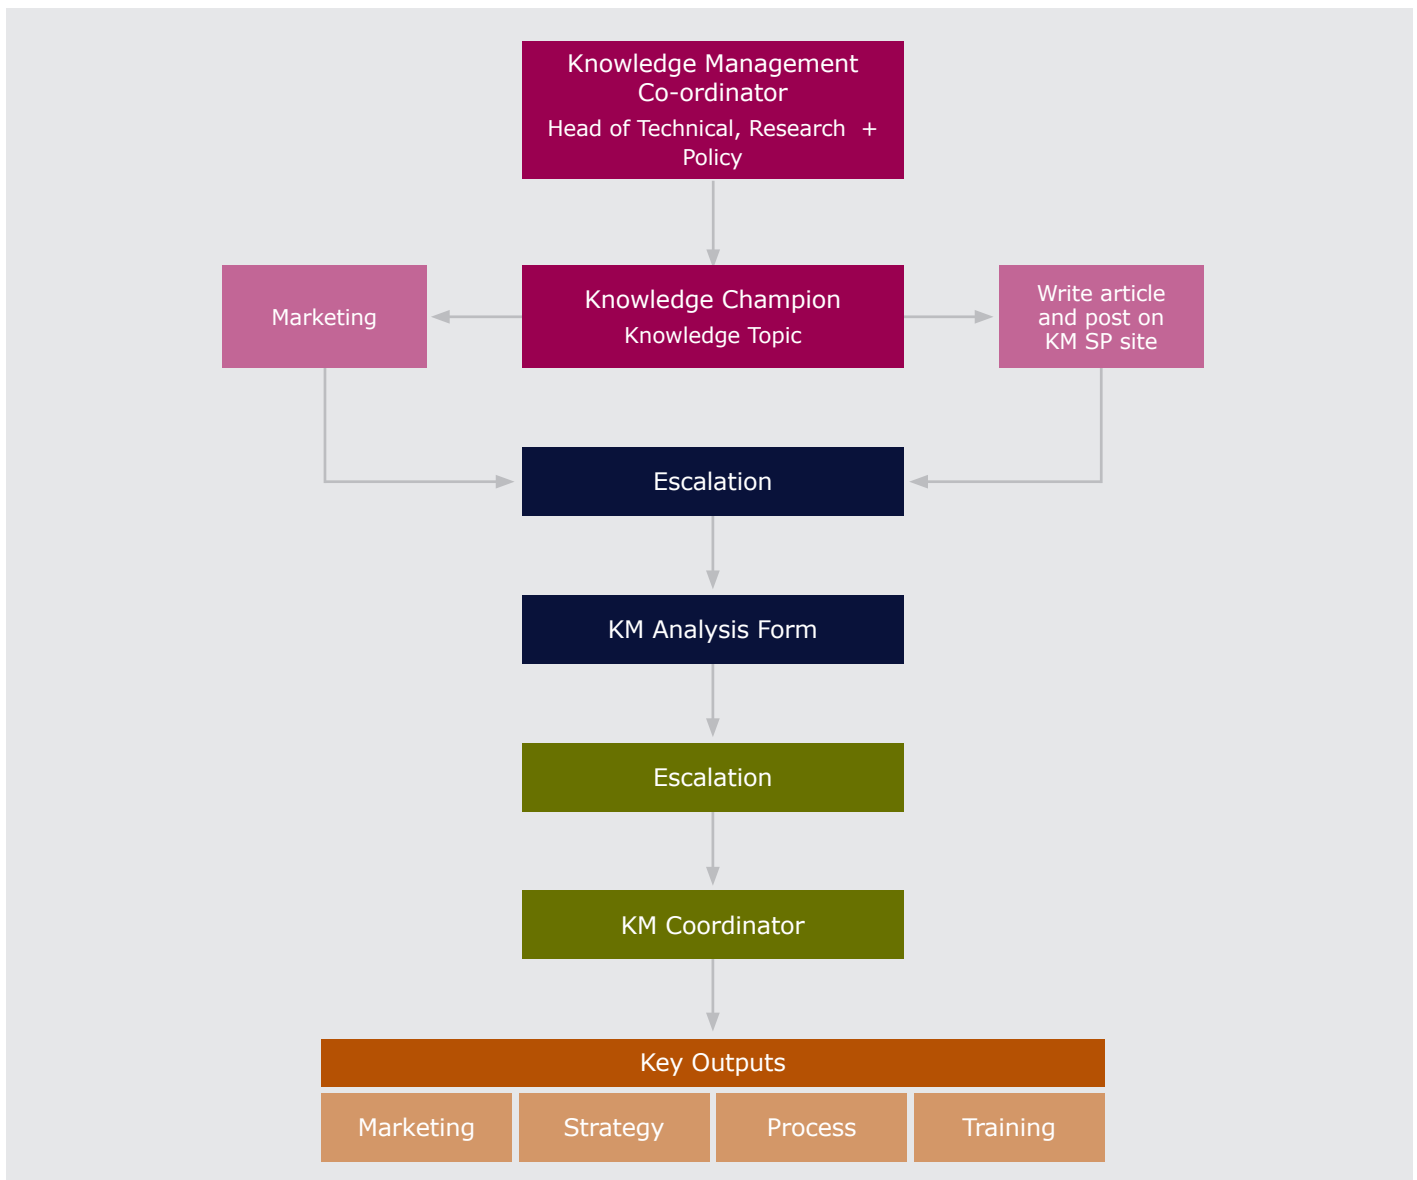 Knowledge Management
Co-ordinator
Head of Technical, Research +
Policy
Marketing
Knowledge Champion
Knowledge Topic
Write article
and post on
KM SP site
Escalation
KM Analysis Form
Escalation
KM Coordinator
Key Outputs
Marketing
Strategy
Process
Training